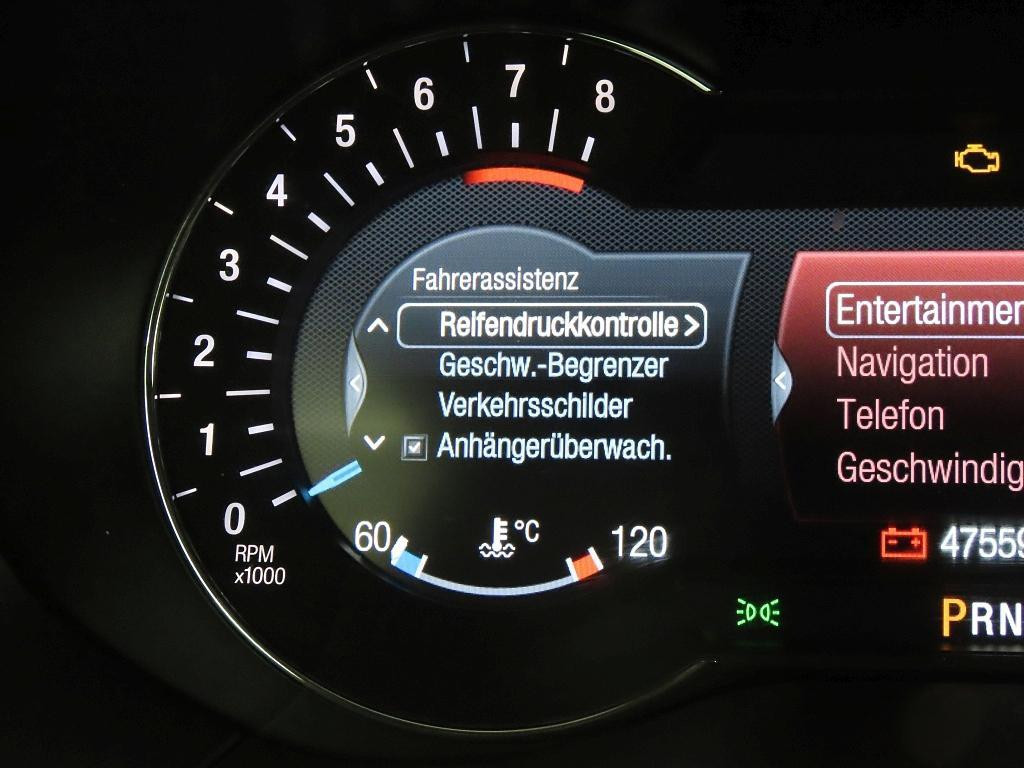 8
7
6
5
4
3
2
1
0
RPM
x1000
Fahrerassistenz
Reifendruckkontrolle >
Geschw.-Begrenzer
Verkehrsschilder
Anhängerüberwach.
60 °C 120
Entertainmen
Navigation
Telefon
Geschwindig
47559
PRN